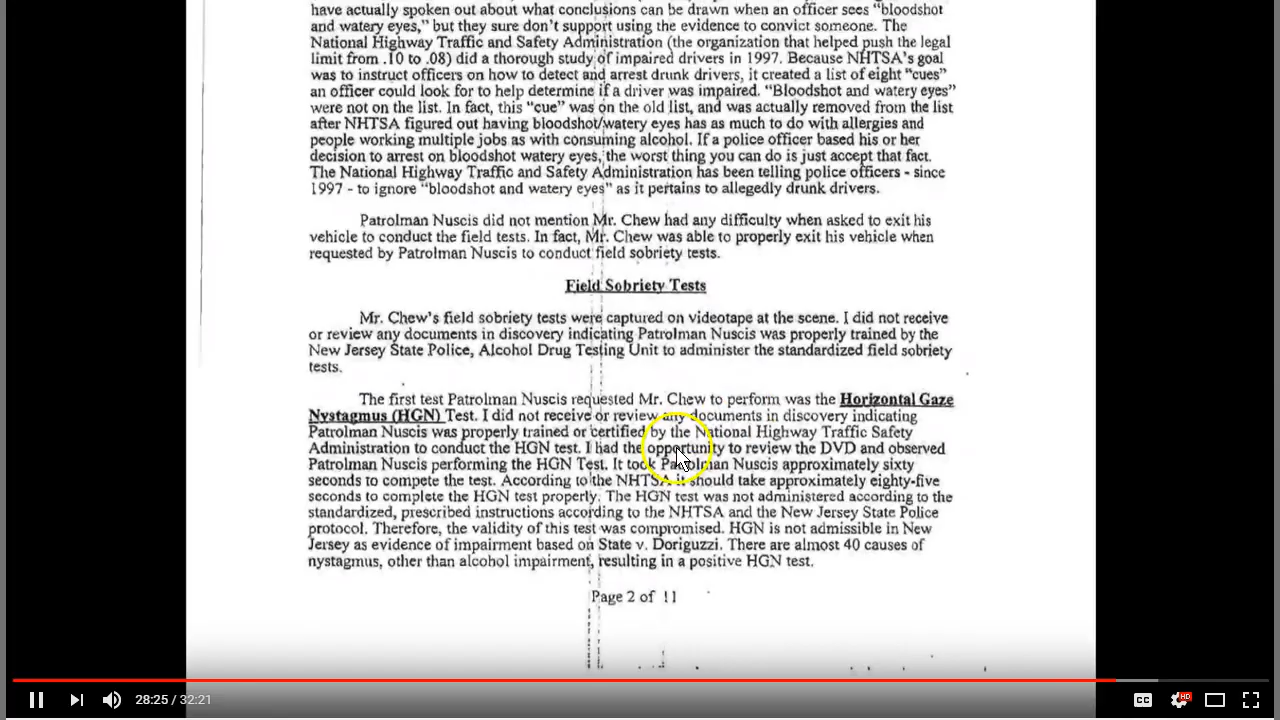 have actually spoken out about what conclusions can be drawn when an officer sees "bloodshot
and watery eyes," but they sure don't support using the evidence to convict someone. The
National Highway Traffic and Safety Administration (the organization that helped push the legal
limit from .10 to .08) did a thorough study of impaired drivers in 1997. Because NHTSA's goal
was to instruct officers on how to detect and arrest drunk drivers, it created a list of eight "cues"
an officer could look for to help determine if a driver was impaired. "Bloodshot and watery eyes"
were not on the list. In fact, this "cue" was on the old list, and was actually removed from the list
after NHTSA figured out having bloodshot/watery eyes has as much to do with allergies and
people working multiple jobs as with consuming alcohol. If a police officer based his or her
decision to arrest on bloodshot watery eyes, the worst thing you can do is just accept that fact.
The National Highway Traffic and Safety Administration has been telling police officers - since
1997 - to ignore "bloodshot and watery eyes" as it pertains to allegedly drunk drivers.
Patrolman Nuscis did not mention Mr. Chew had any difficulty when asked to exit his
vehicle to conduct the field tests. In fact, Mr. Chew was able to properly exit his vehicle when
requested by Patrolman Nuscis to conduct field sobriety tests.
Field Sobriety Tests
Mr. Chew's field sobriety tests were captured on videotape at the scene. I did not receive
or review any documents in discovery indicating Patrolman Nuscis was properly trained by the
New Jersey State Police, Alcohol Drug Testing Unit to administer the standardized field sobriety
tests.
The first test Patrolman Nuscis requested Mr. Chew to perform was the Horizontal Gaze
Nystagmus (HGN) Test. I did not receive or review any documents in discovery indicating
Patrolman Nuscis was properly trained or certified by the National Highway Traffic Safety
Administration to conduct the HGN test. I had the opportunity to review the DVD and observed
Patrolman Nuscis performing the HGN Test. It took Patrolman Nuscis approximately sixty
seconds to compete the test. According to the NHTSA it should take approximately eighty-five
seconds to complete the HGN test properly. The HGN test was not administered according to the
standardized, prescribed instructions according to the NHTSA and the New Jersey State Police
protocol. Therefore, the validity of this test was compromised. HGN is not admissible in New
Jersey as evidence of impairment based on State v. Doriguzzi. There are almost 40 causes of
nystagmus, other than alcohol impairment, resulting in a positive HGN test.
Page 2 of 11
28:25 / 32:21
CC
HD